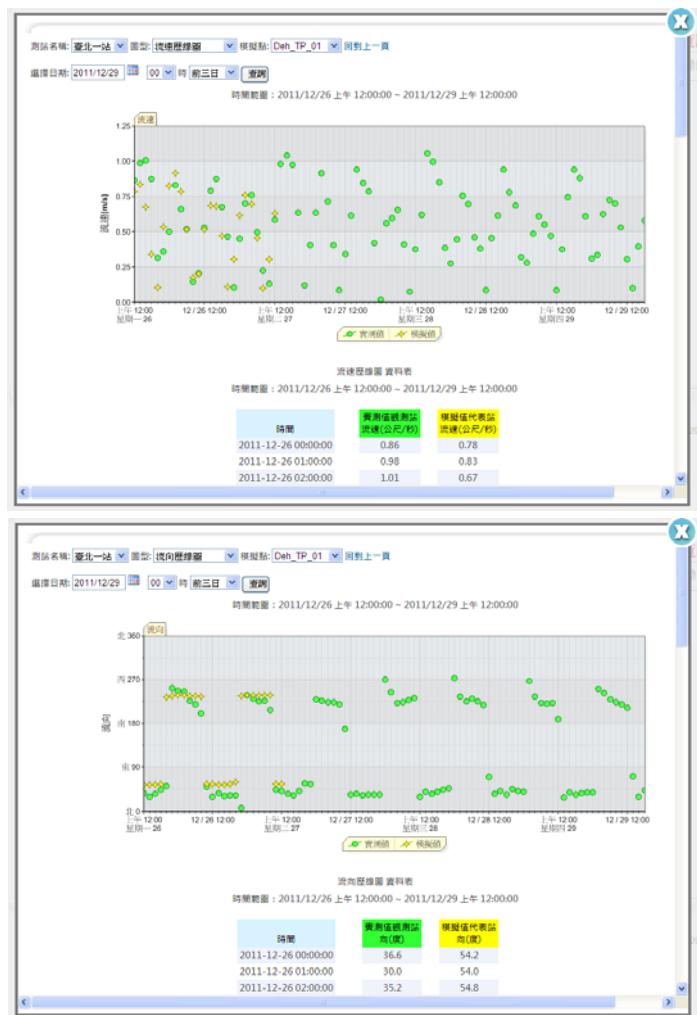 測站名稱: 臺北一站 圖型: 流速歷線圖 模擬點: Deh_TP_01 回到上一頁
選擇日期: 2011/12/29 00 時 前三日 查詢
時間範圍：2011/12/26 上午 12:00:00 ~ 2011/12/29 上午 12:00:00
流速
1.25
1.00
0.75
流速(m/s)
0.50
0.25
0.00
上午 12:00 12 / 26 12:00 上午 12:00 12 / 27 12:00 上午 12:00 12 / 28 12:00 上午 12:00 12 / 29 12:00
星期一 26 星期二 27 星期三 28 星期四 29
實測值 模擬值
流速歷線圖 資料表
時間範圍：2011/12/26 上午 12:00:00 ~ 2011/12/29 上午 12:00:00
時間 實測值觀測站流速(公尺/秒) 模擬值代表站流速(公尺/秒)
2011-12-26 00:00:00 0.86 0.78
2011-12-26 01:00:00 0.98 0.83
2011-12-26 02:00:00 1.01 0.67
測站名稱: 臺北一站 圖型: 流向歷線圖 模擬點: Deh_TP_01 回到上一頁
選擇日期: 2011/12/29 00 時 前三日 查詢
時間範圍：2011/12/26 上午 12:00:00 ~ 2011/12/29 上午 12:00:00
流向
北 360
西 270
流向
南 180
東 90
北 0
上午 12:00 12 / 26 12:00 上午 12:00 12 / 27 12:00 上午 12:00 12 / 28 12:00 上午 12:00 12 / 29 12:00
星期一 26 星期二 27 星期三 28 星期四 29
實測值 模擬值
流向歷線圖 資料表
時間範圍：2011/12/26 上午 12:00:00 ~ 2011/12/29 上午 12:00:00
時間 實測值觀測站向(度) 模擬值代表站向(度)
2011-12-26 00:00:00 36.6 54.2
2011-12-26 01:00:00 30.0 54.0
2011-12-26 02:00:00 35.2 54.8